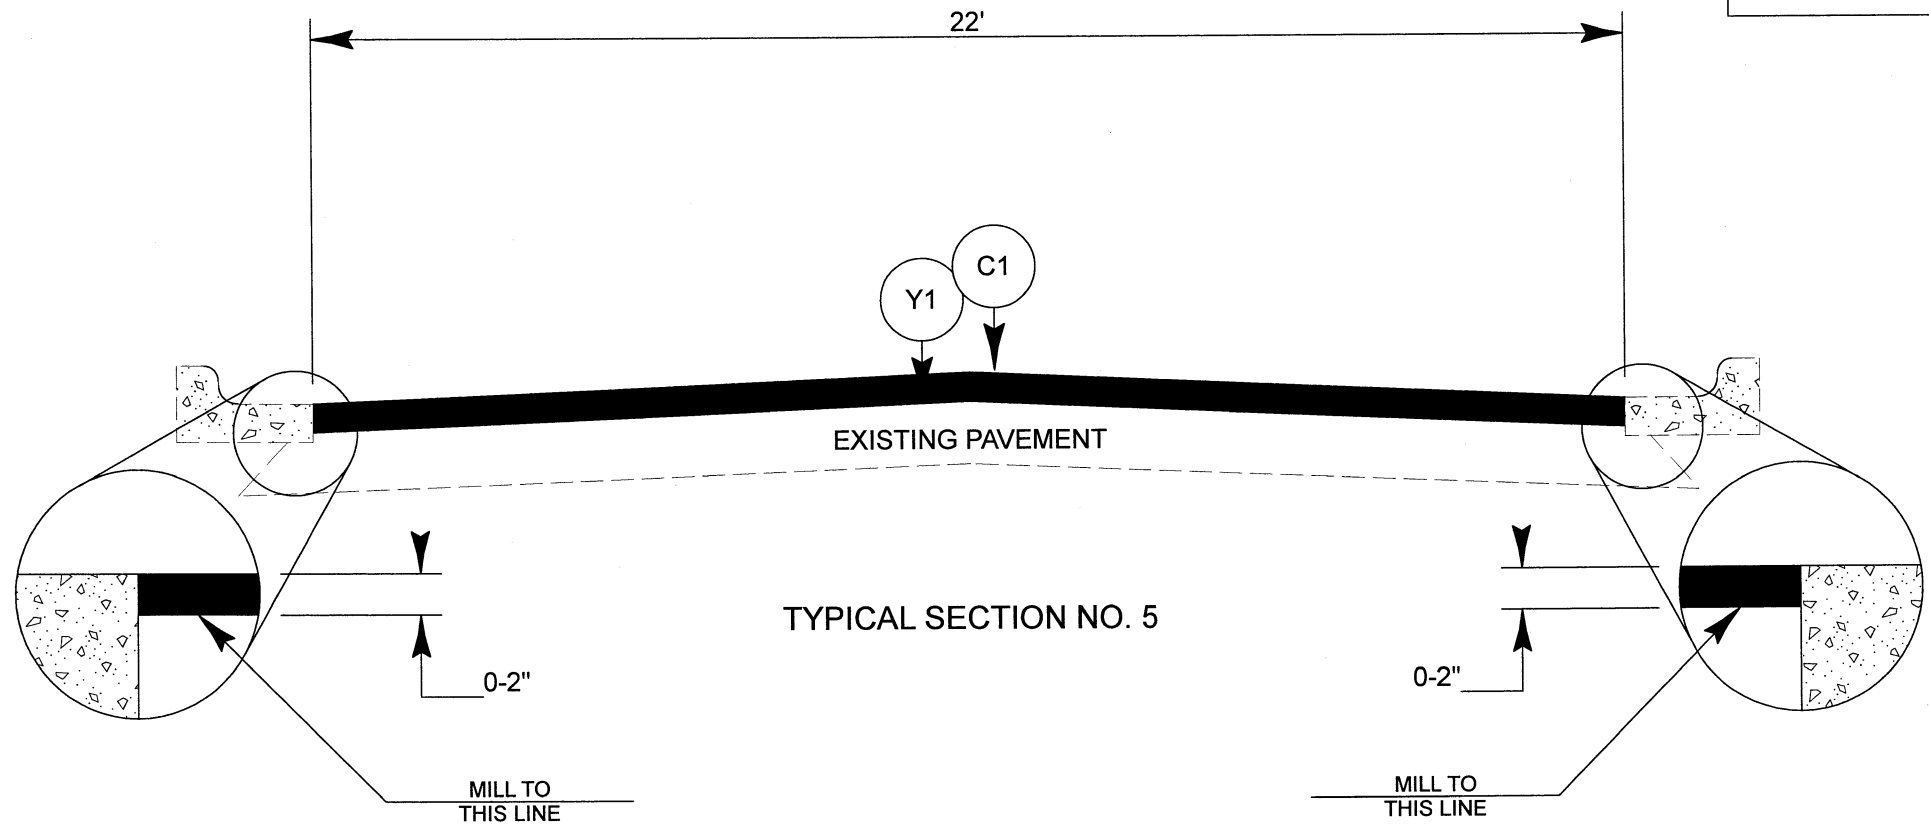 22'
C1
Y1
EXISTING PAVEMENT
TYPICAL SECTION NO. 5
0-2"
0-2"
MILL TO
THIS LINE
MILL TO
THIS LINE